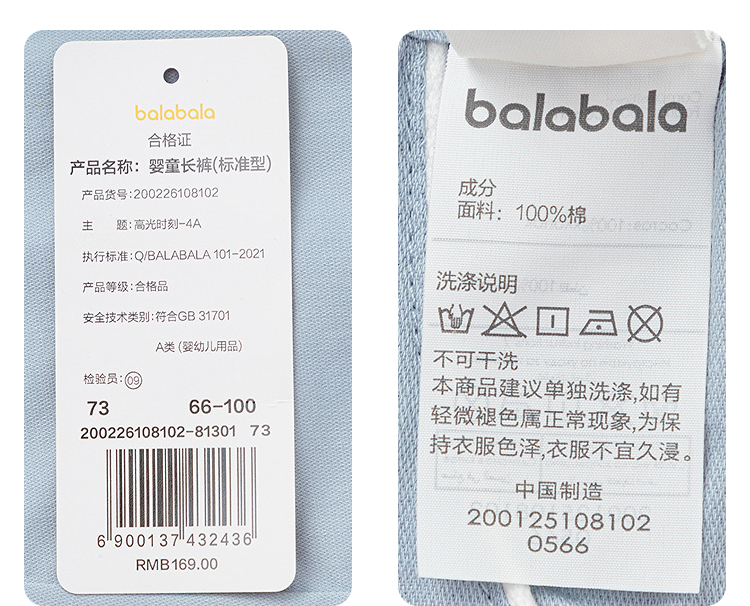 balabala
合格证
产品名称：婴童长裤(标准型)
产品货号:200226108102
主 题:高光时刻-4A
执行标准:Q/BALABALA 101-2021
产品等级:合格品
安全技术类别:符合GB 31701
A类 (婴幼儿用品)
检验员:09
73 66-100
200226108102-81301 73
6 900137 432436
RMB169.00
balabala
成分
面料：100%棉
洗涤说明
不可干洗
本商品建议单独洗涤,如有
轻微褪色属正常现象,为保
持衣服色泽,衣服不宜久浸。
中国制造
200125108102
0566